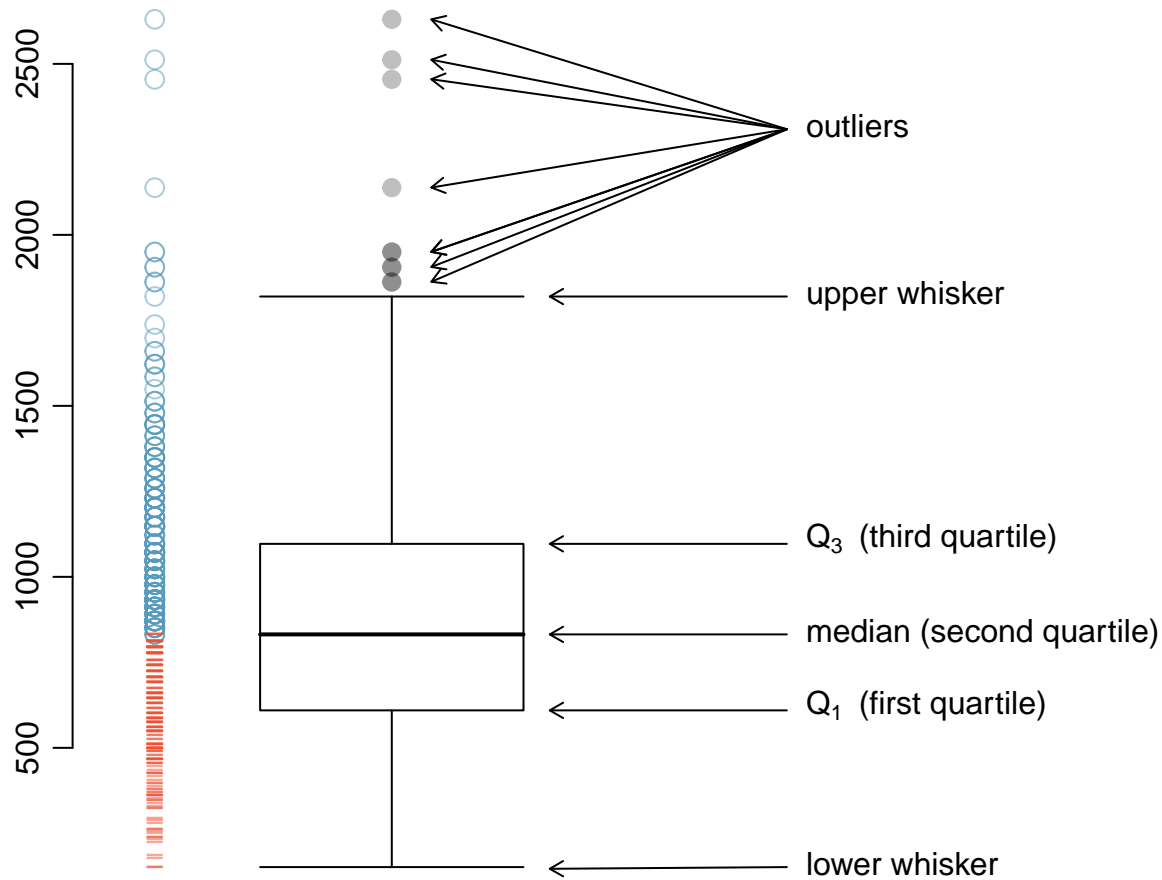 2500
2000
1500
1000
500
outliers
upper whisker
Q₃ (third quartile)
median (second quartile)
Q₁ (first quartile)
lower whisker